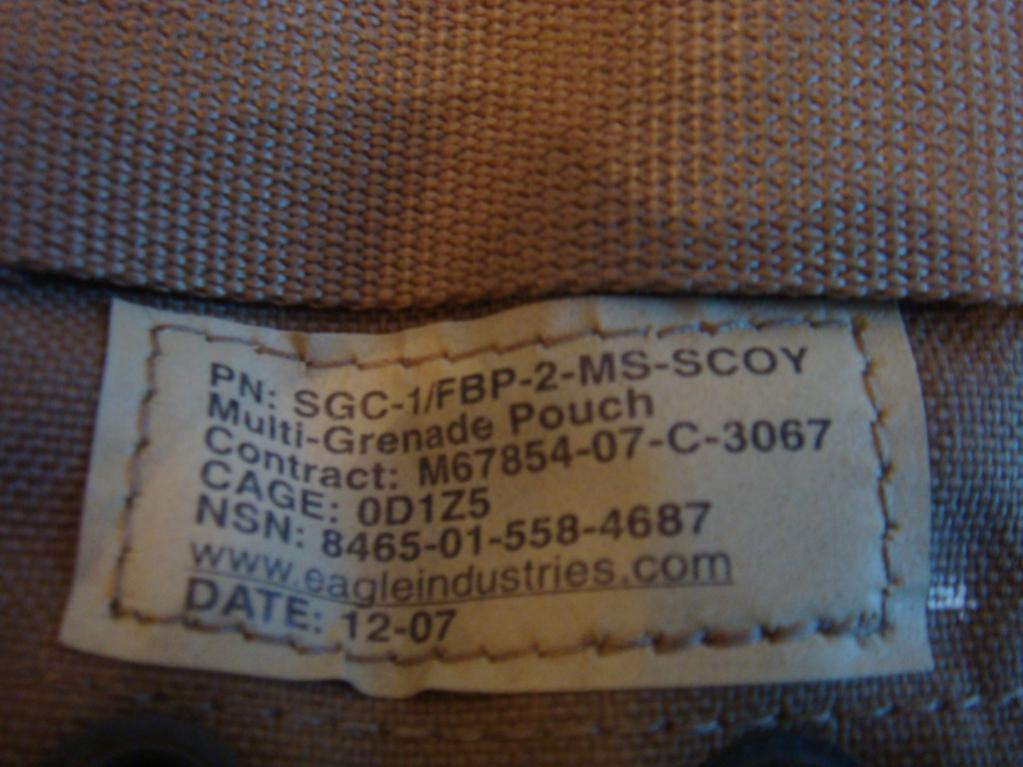 PN: SGC-1/FBP-2-MS-SCOY
Multi-Grenade Pouch
Contract: M67854-07-C-3067
CAGE: 0D1Z5
NSN: 8465-01-558-4687
www.eagleindustries.com
DATE: 12-07